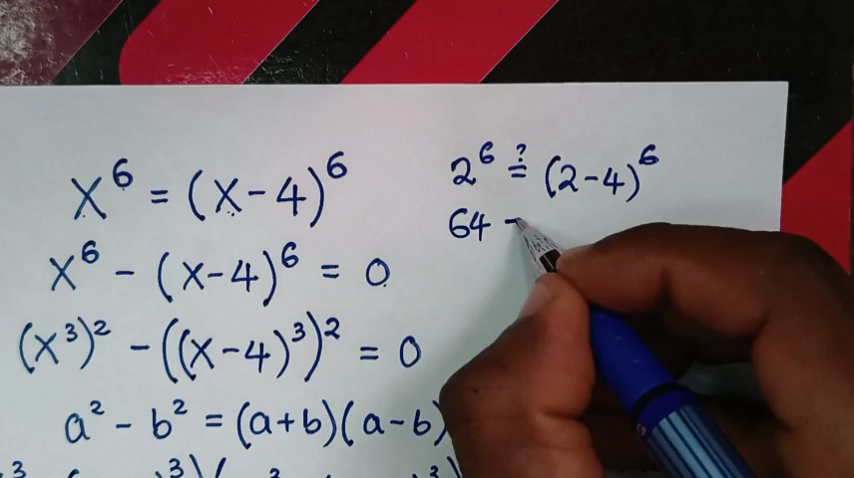 x⁶ = (x-4)⁶
x⁶ - (x-4)⁶ = 0
(x³)² - ((x-4)³)² = 0
a² - b² = (a+b)(a-b)
2⁶ ≟ (2-4)⁶
64